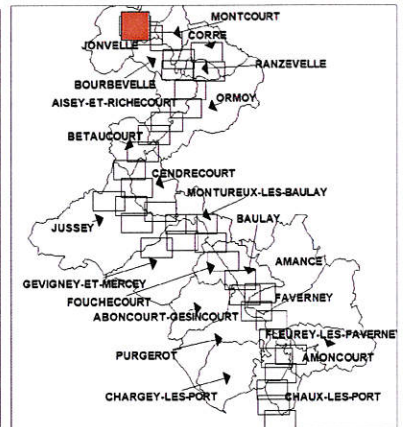 MONTCOURT
CORRE
JONVELLE
RANZEVELLE
BOURBEVELLE
AISEY-ET-RICHECOURT
ORMOY
BETAUCOURT
CENDRECOURT
MONTUREUX-LES-BAULAY
BAULAY
JUSSEY
AMANCE
GEVIGNEY-ET-MERCEY
FOUCHECOURT
FAVERNEY
ABONCOURT-GESINCOURT
FLEUREY-LES-FAVERNEY
PURGEROT
AMONCOURT
CHARGEY-LES-PORT
CHAUX-LES-PORT